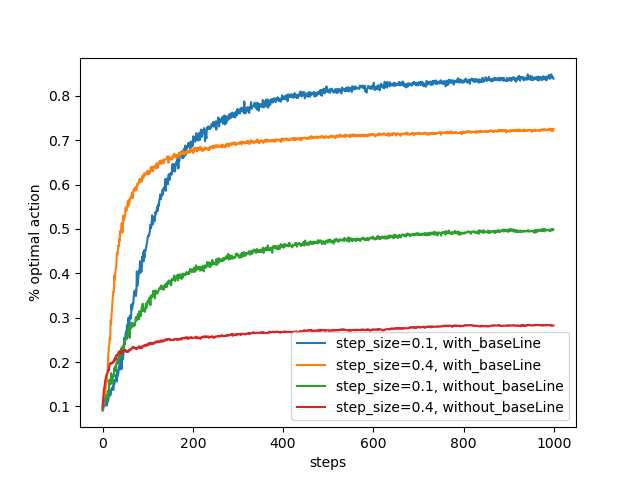 % optimal action
0.8
0.7
0.6
0.5
0.4
0.3
0.2
0.1
step_size=0.1, with_baseLine
step_size=0.4, with_baseLine
step_size=0.1, without_baseLine
step_size=0.4, without_baseLine
0 200 400 600 800 1000
steps